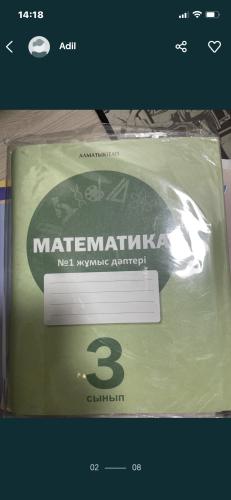 14:18
Adil
АЛМАТЫКІТАП
МАТЕМАТИКА
№1 жұмыс дәптері
3
СЫНЫП
02
08